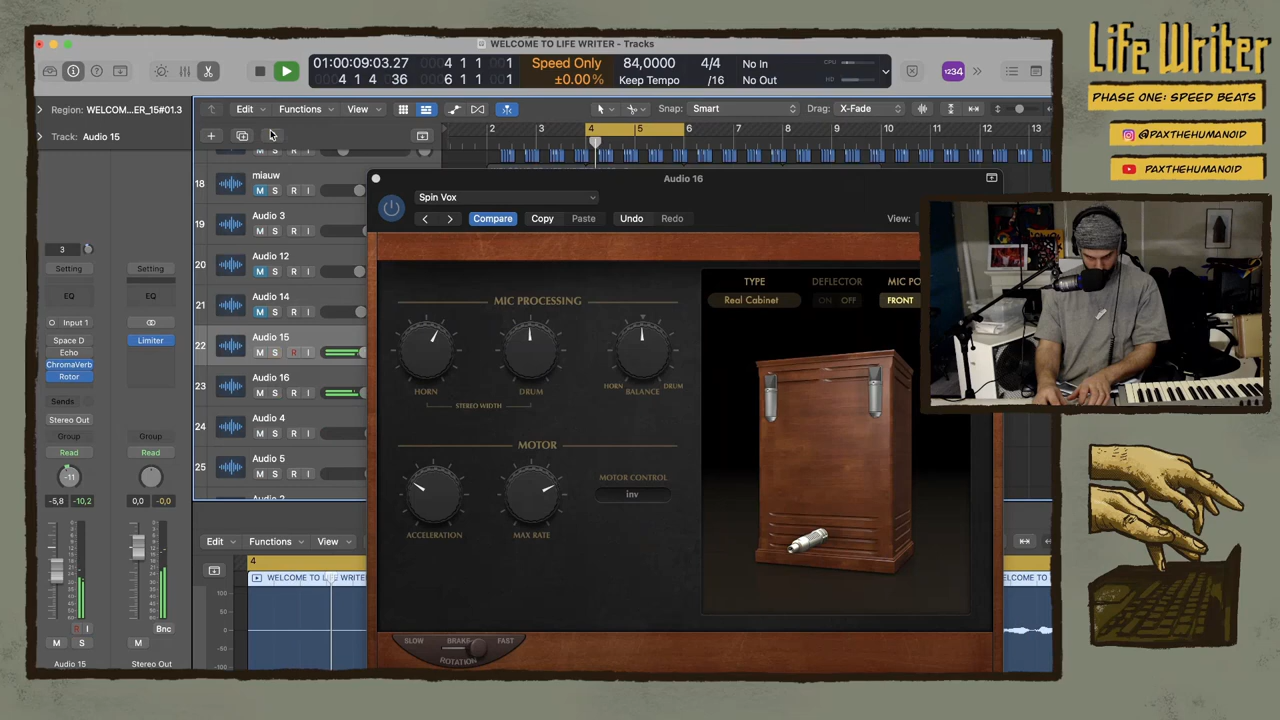 WELCOME TO LIFE WRITER - Tracks
01:00:09:03.27
4 1 4 36
4 1 1 1
6 1 1 1
Speed Only
±0.00%
84,0000
Keep Tempo
4/4
/16
No In
No Out
CPU
HD
1234
Region: WELCOM...ER_15#01.3
Track: Audio 15
Edit
Functions
View
Snap:
Smart
Drag:
X-Fade
2 3 4 5 6 7 8 9 10 11 12 13
18 miauw
M S R I
19 Audio 3
M S R I
20 Audio 12
M S R I
21 Audio 14
M S R I
22 Audio 15
M S R I
23 Audio 16
M S R I
24 Audio 4
M S R I
25 Audio 5
M S R I
3
Setting
Setting
EQ
EQ
Input 1
Space D
Limiter
Echo
ChromaVerb
Rotor
Sends
Stereo Out
Group
Group
Read
Read
-11
-5,8 -10,2
0,0 -0,0
R I
Bnc
M S
M
Audio 15
Stereo Out
Audio 16
Spin Vox
Compare
Copy
Paste
Undo
Redo
View:
MIC PROCESSING
HORN
DRUM
HORN
BALANCE
DRUM
STEREO WIDTH
MOTOR
MOTOR CONTROL
inv
ACCELERATION
MAX RATE
TYPE
DEFLECTOR
MIC PO
Real Cabinet
ON OFF
FRONT
SLOW
BRAKE
FAST
ROTATION
Edit
Functions
View
4
100
50
0
-50
-100
Life Writer
PHASE ONE: SPEED BEATS
@PAXTHEHUMANOID
PAXTHEHUMANOID